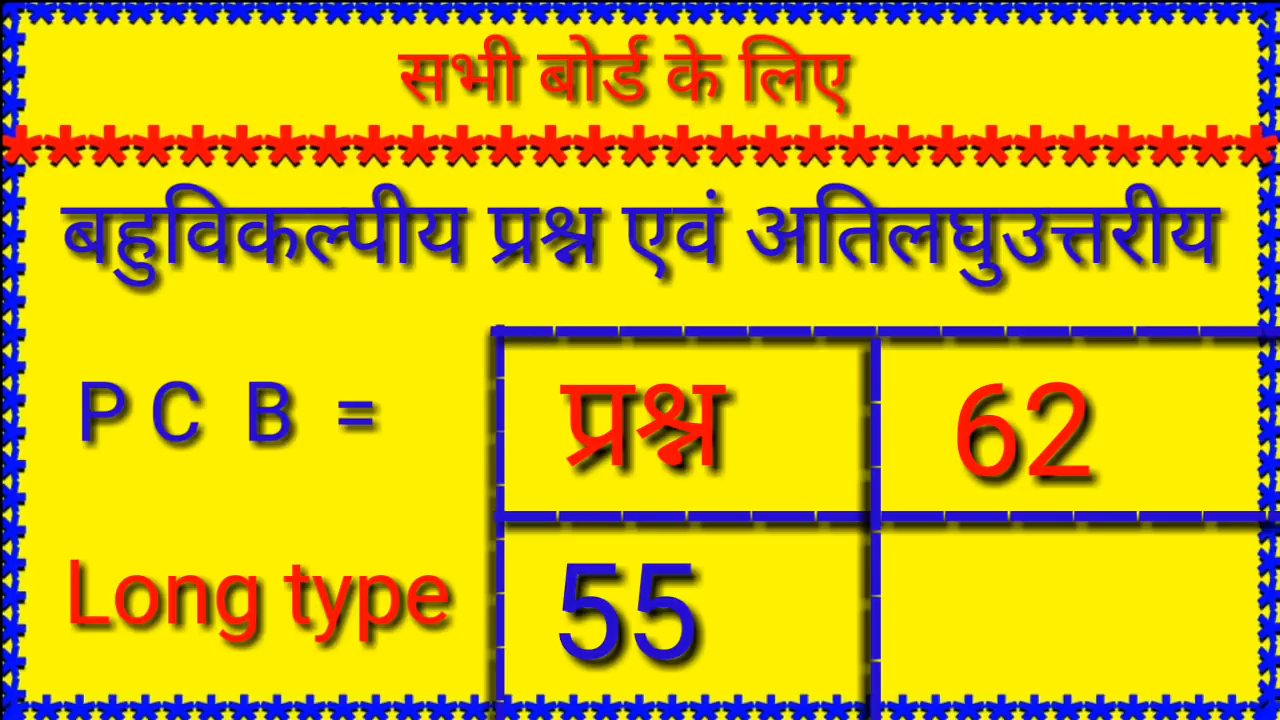 सभी बोर्ड के लिए
*****************************
बहुविकल्पीय प्रश्न एवं अतिलघुउत्तरीय
P C B = प्रश्न 62
Long type 55